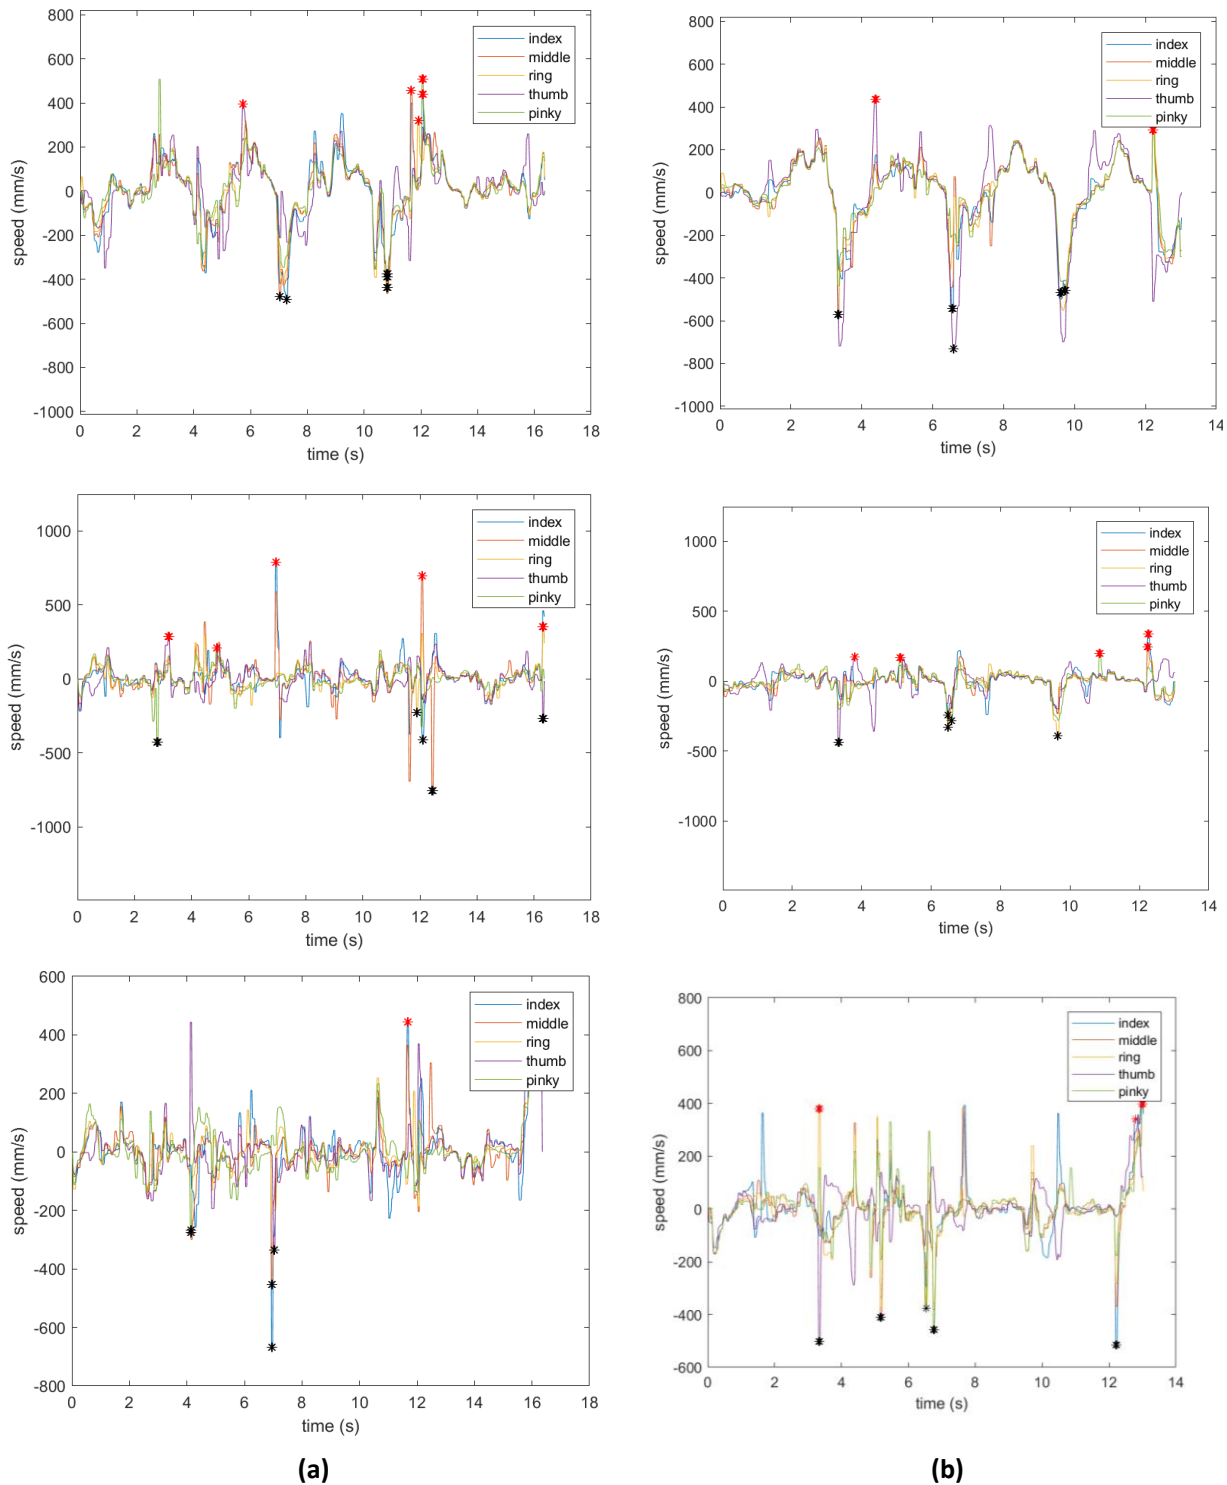 800
600
400
200
0
-200
-400
-600
-800
-1000
speed (mm/s)
0 2 4 6 8 10 12 14 16 18
time (s)
index
middle
ring
thumb
pinky
800
600
400
200
0
-200
-400
-600
-800
-1000
speed (mm/s)
0 2 4 6 8 10 12 14
time (s)
index
middle
ring
thumb
pinky
1000
500
0
-500
-1000
speed (mm/s)
0 2 4 6 8 10 12 14 16 18
time (s)
index
middle
ring
thumb
pinky
1000
500
0
-500
-1000
speed (mm/s)
0 2 4 6 8 10 12 14
time (s)
index
middle
ring
thumb
pinky
600
400
200
0
-200
-400
-600
-800
speed (mm/s)
0 2 4 6 8 10 12 14 16 18
time (s)
index
middle
ring
thumb
pinky
800
600
400
200
0
-200
-400
-600
speed (mm/s)
0 2 4 6 8 10 12 14
time (s)
index
middle
ring
thumb
pinky
(a)
(b)